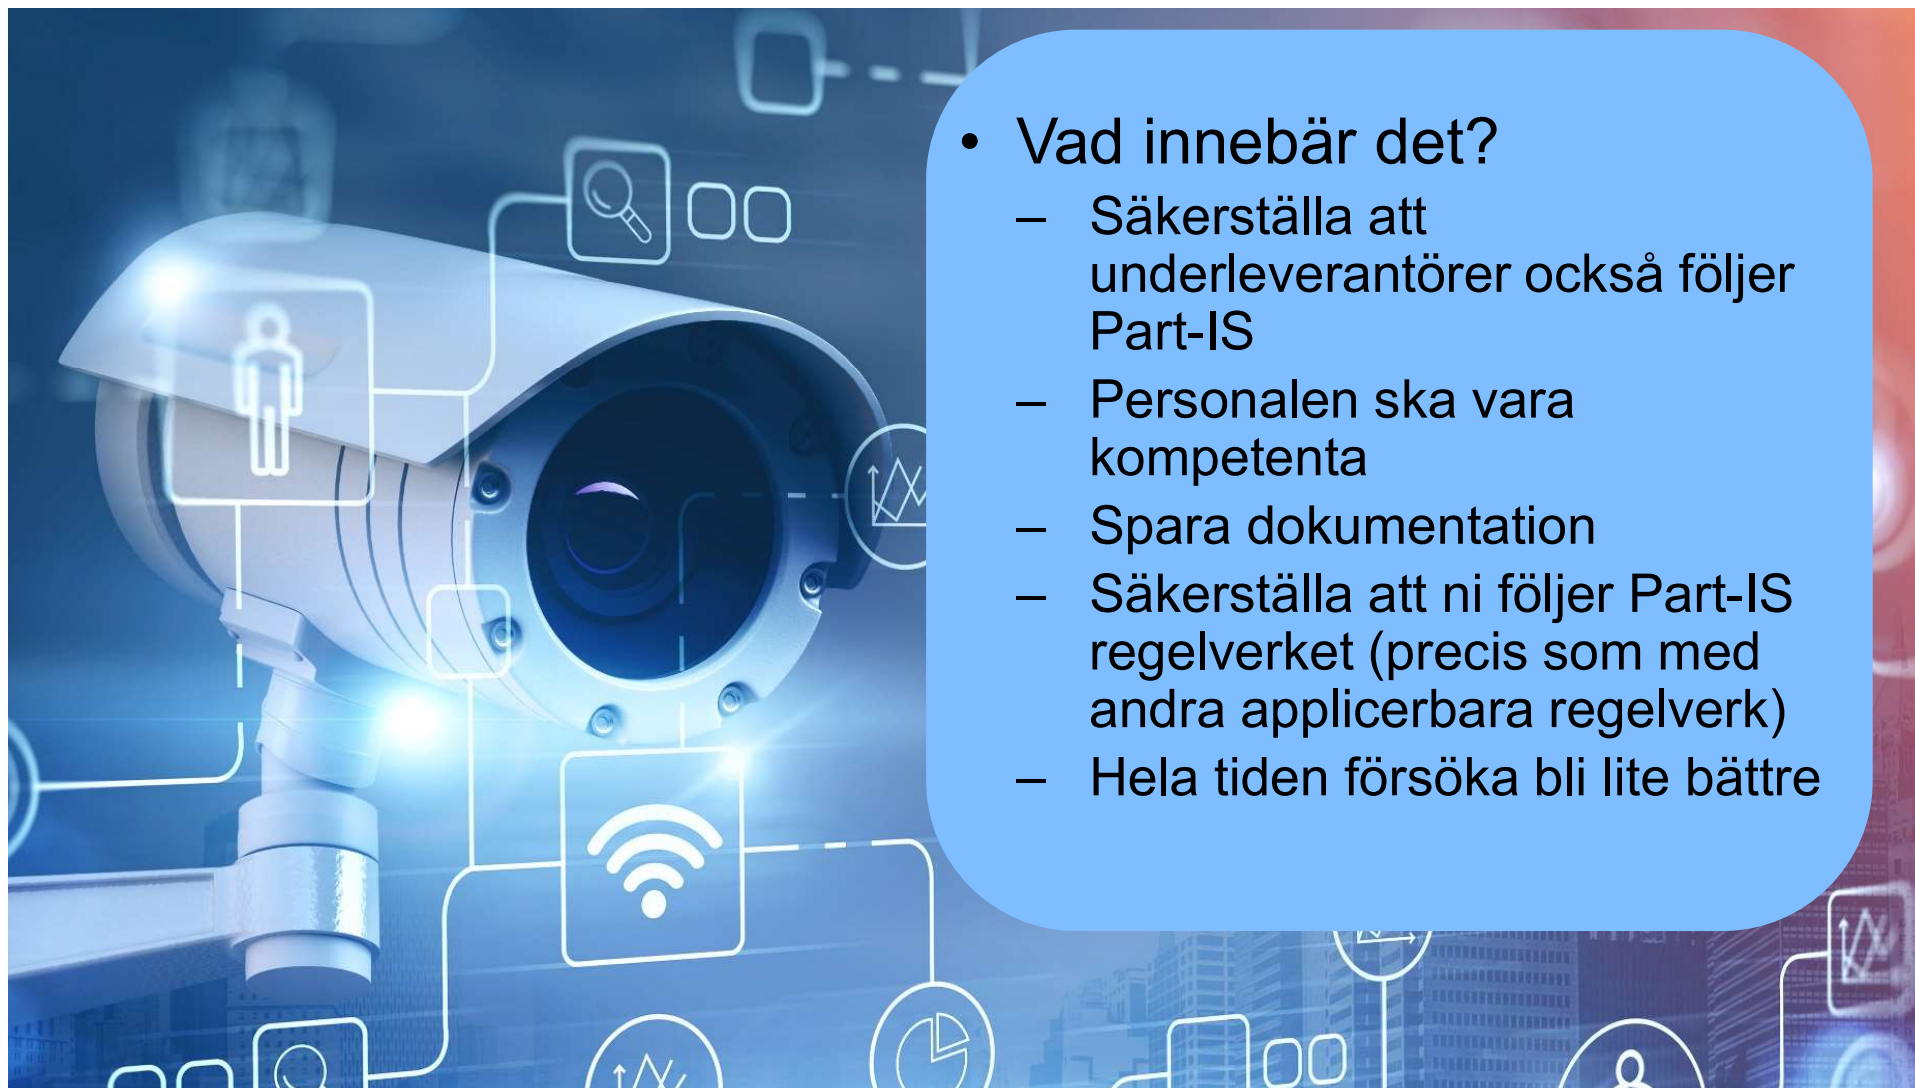 • Vad innebär det?
– Säkerställa att
underleverantörer också följer
Part-IS
– Personalen ska vara
kompetenta
– Spara dokumentation
– Säkerställa att ni följer Part-IS
regelverket (precis som med
andra applicerbara regelverk)
– Hela tiden försöka bli lite bättre